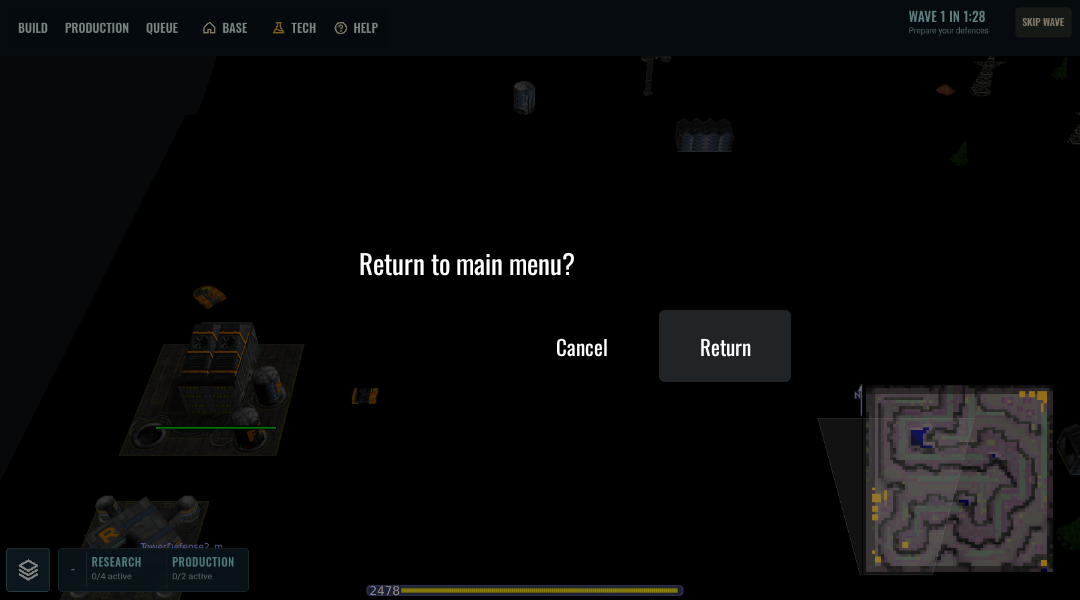 BUILD PRODUCTION QUEUE BASE TECH HELP
WAVE 1 IN 1:28
Prepare your defences
SKIP WAVE
Return to main menu?
Cancel Return
N
R
TowerDefense2_m
- RESEARCH PRODUCTION
0/4 active 0/2 active
2478